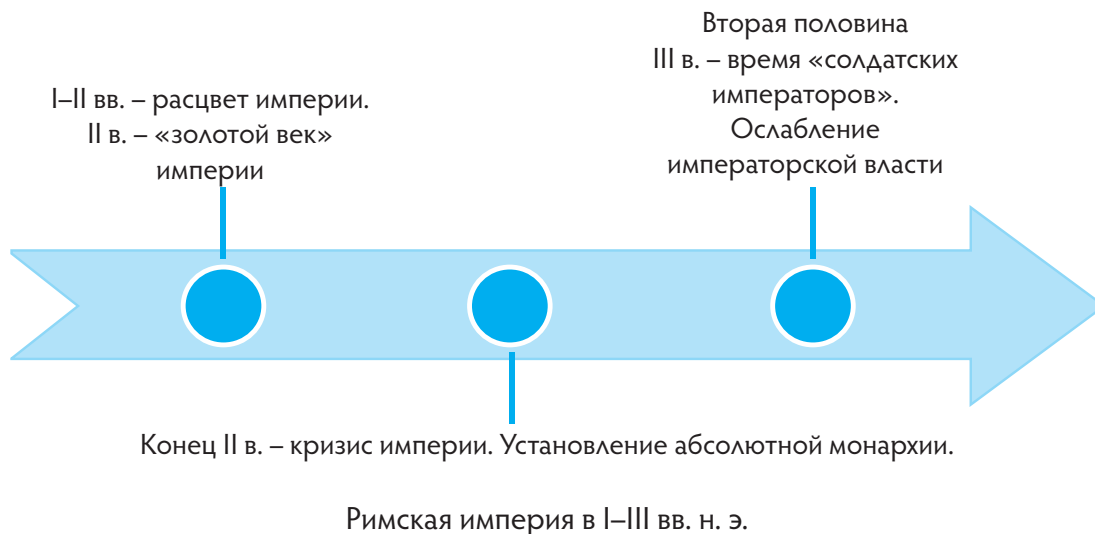 I–II вв. – расцвет империи.
II в. – «золотой век»
империи
Вторая половина
III в. – время «солдатских
императоров».
Ослабление
императорской власти
Конец II в. – кризис империи. Установление абсолютной монархии.
Римская империя в I–III вв. н. э.